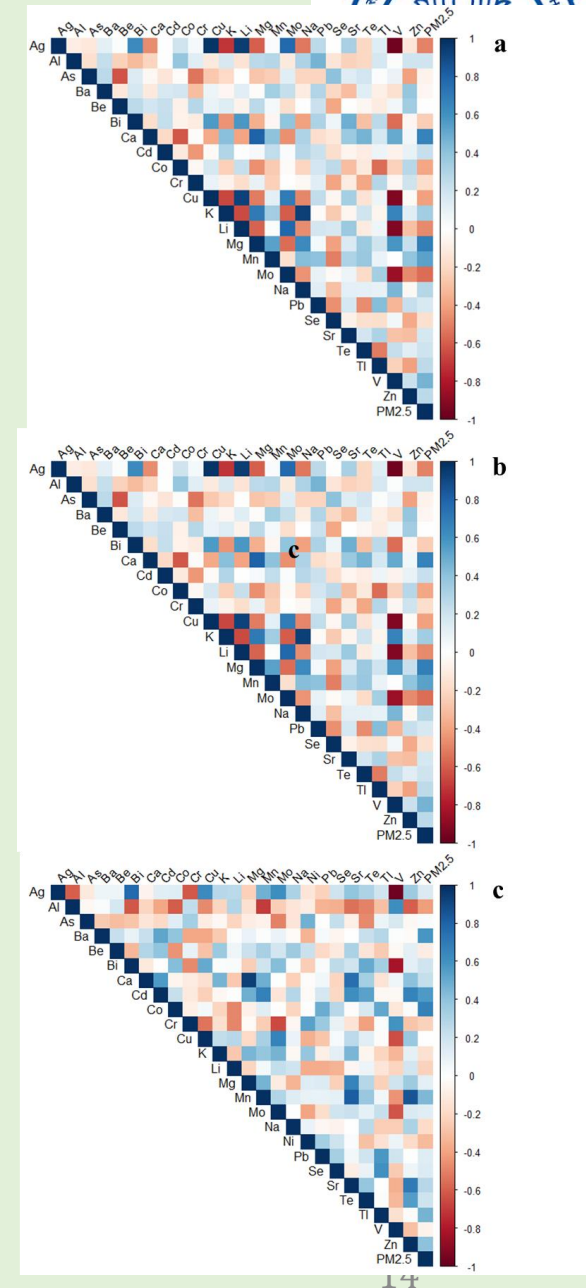 a
Ag Al As Ba Be Bi Ca Cd Co Cr Cu K Li Mg Mn Mo Na Pb Se Sr Te Tl V Zn PM2.5
Ag
Al
As
Ba
Be
Bi
Ca
Cd
Co
Cr
Cu
K
Li
Mg
Mn
Mo
Na
Pb
Se
Sr
Te
Tl
V
Zn
PM2.5
1
0.8
0.6
0.4
0.2
0
-0.2
-0.4
-0.6
-0.8
-1
b
Ag Al As Ba Be Bi Ca Cd Co Cr Cu K Li Mg Mn Mo Na Pb Se Sr Te Tl V Zn PM2.5
Ag
Al
As
Ba
Be
Bi
c
Ca
Cd
Co
Cr
Cu
K
Li
Mg
Mn
Mo
Na
Pb
Se
Sr
Te
Tl
V
Zn
PM2.5
1
0.8
0.6
0.4
0.2
0
-0.2
-0.4
-0.6
-0.8
-1
c
Ag Al As Ba Be Bi Ca Cd Co Cr Cu K Li Mg Mn Mo Na Ni Pb Se Sr Te Tl V Zn PM2.5
Ag
Al
As
Ba
Be
Bi
Ca
Cd
Co
Cr
Cu
K
Li
Mg
Mn
Mo
Na
Ni
Pb
Se
Sr
Te
Tl
V
Zn
PM2.5
1
0.8
0.6
0.4
0.2
0
-0.2
-0.4
-0.6
-0.8
-1
14